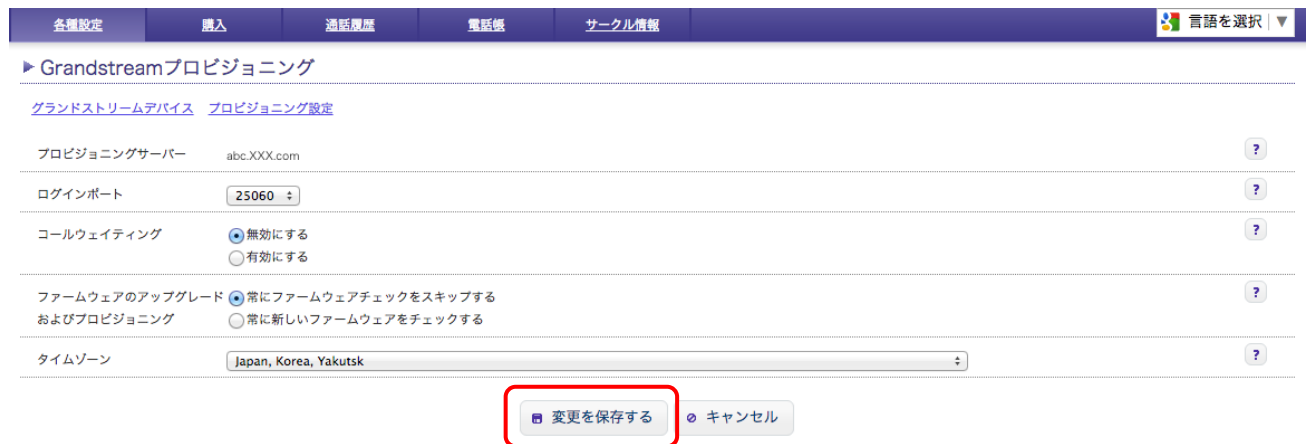 各種設定 購入 通話履歴 電話帳 サークル情報 言語を選択 ▼
Grandstreamプロビジョニング
グランドストリームデバイス プロビジョニング設定
プロビジョニングサーバー abc.XXX.com ?
ログインポート 25060 ?
コールウェイティング 無効にする ?
有効にする
ファームウェアのアップグレード 常にファームウェアチェックをスキップする ?
およびプロビジョニング 常に新しいファームウェアをチェックする
タイムゾーン Japan, Korea, Yakutsk ?
変更を保存する キャンセル